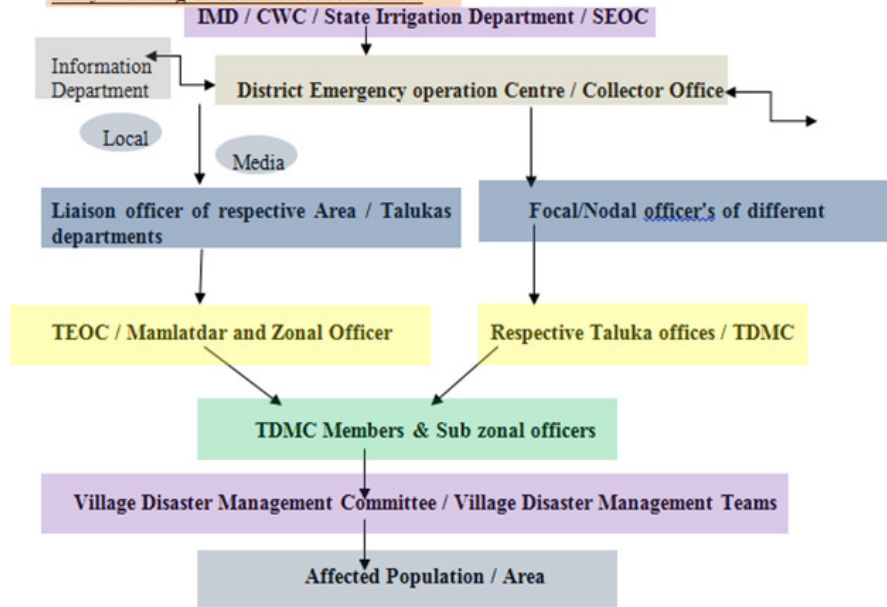 IMD / CWC / State Irrigation Department / SEOC
Information
Department
District Emergency operation Centre / Collector Office
Local
Media
Liaison officer of respective Area / Talukas
departments
Focal/Nodal officer's of different
TEOC / Mamlatdar and Zonal Officer
Respective Taluka offices / TDMC
TDMC Members & Sub zonal officers
Village Disaster Management Committee / Village Disaster Management Teams
Affected Population / Area